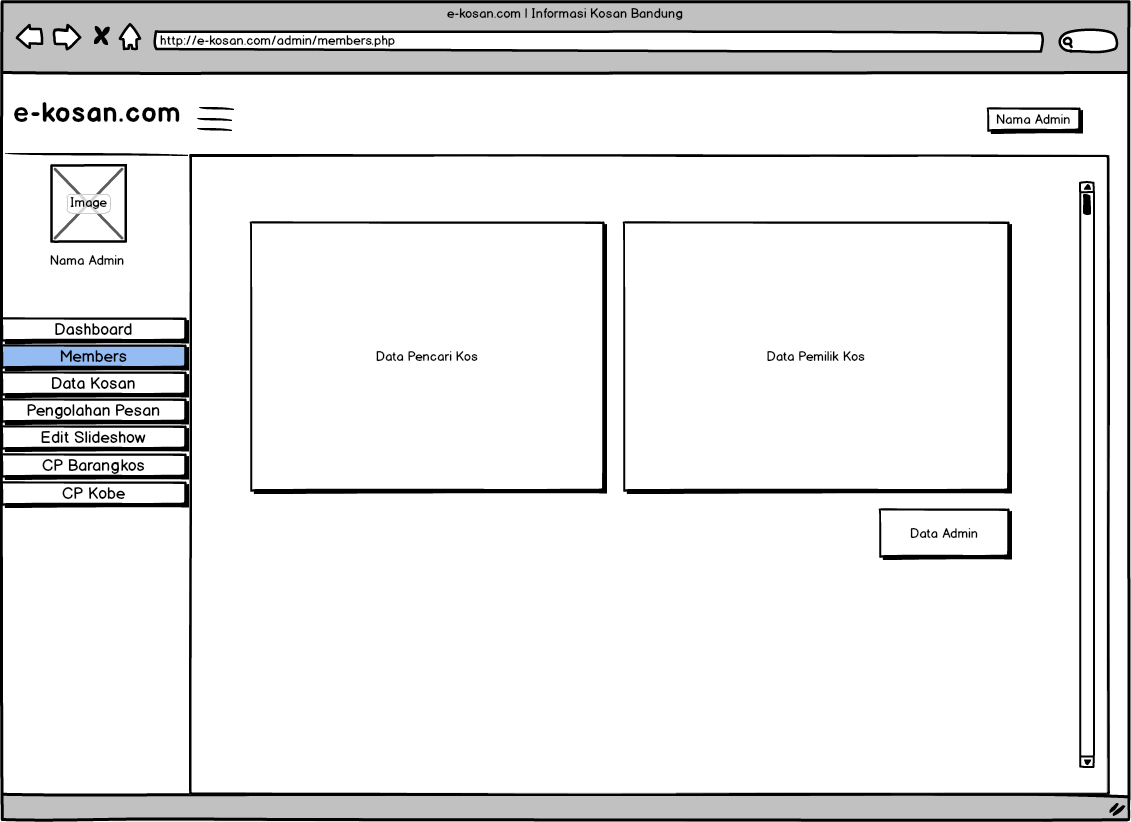 e-kosan.com | Informasi Kosan Bandung
http://e-kosan.com/admin/members.php
e-kosan.com
Nama Admin
Image
Nama Admin
Dashboard
Members
Data Kosan
Pengolahan Pesan
Edit Slideshow
CP Barangkos
CP Kobe
Data Pencari Kos
Data Pemilik Kos
Data Admin